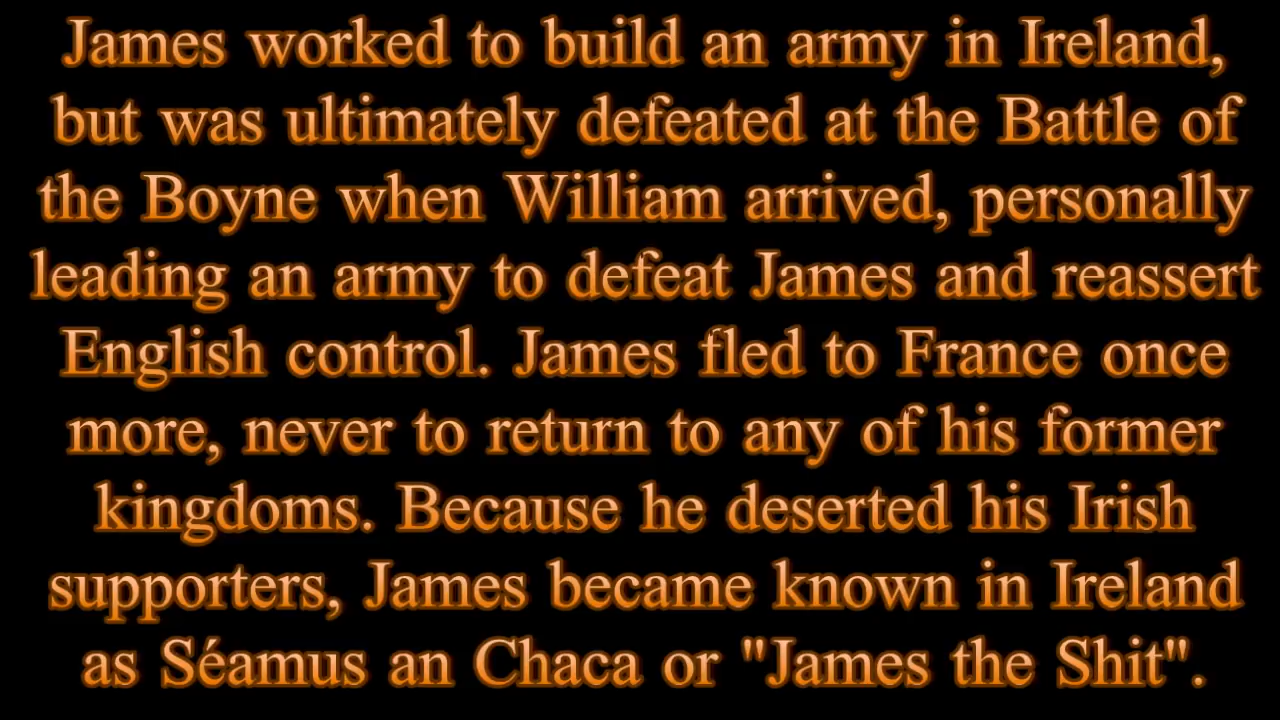 James worked to build an army in Ireland,
but was ultimately defeated at the Battle of
the Boyne when William arrived, personally
leading an army to defeat James and reassert
English control. James fled to France once
more, never to return to any of his former
kingdoms. Because he deserted his Irish
supporters, James became known in Ireland
as Séamus an Chaca or "James the Shit".